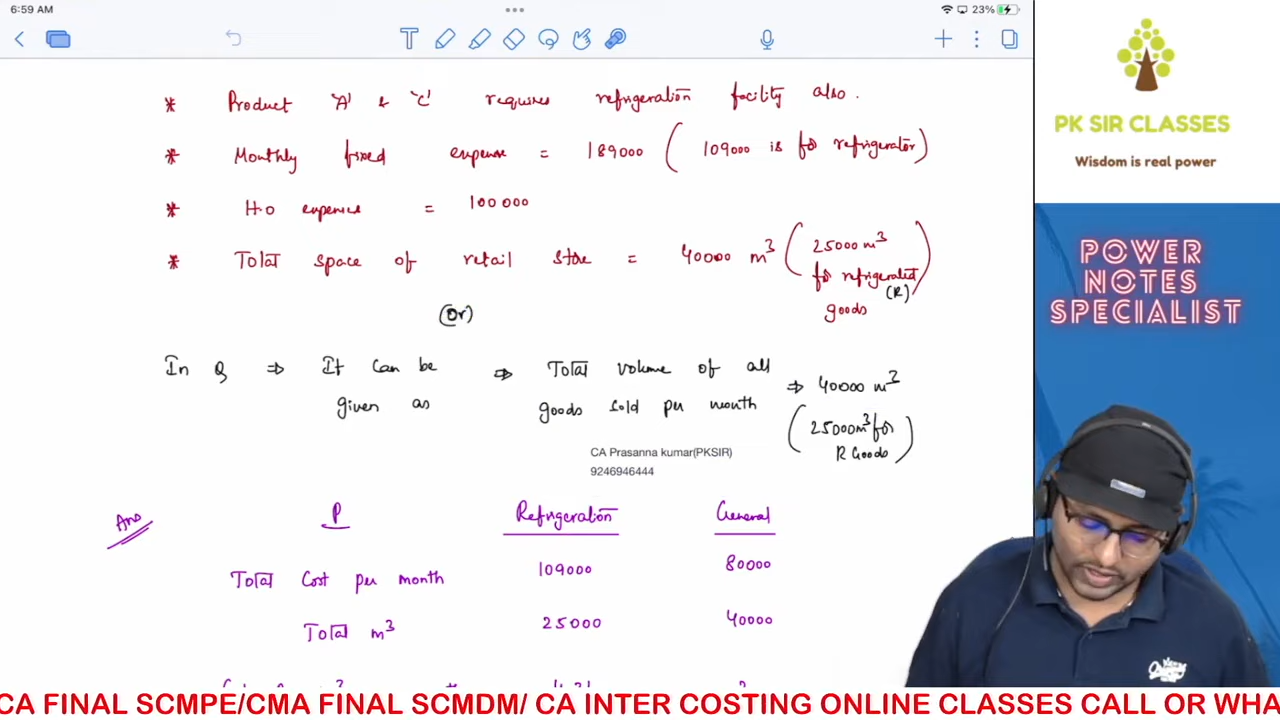 6:59 AM
23%
* Product 'A' & 'C' requires refrigeration facility also.
* Monthly fixed expense = 189000 (109000 is for refrigerator)
* H.O expense = 100000
* Total space of retail store = 40000 m³ (25000 m³ for refrigerated (R) goods)
(Or)
In Q ⇒ It can be given as ⇒ Total volume of all goods sold per month ⇒ 40000 m³ (25000m³ for R Goods)
CA Prasanna kumar(PKSIR)
9246946444
Ans
P Refrigeration General
Total Cost per month 109000 80000
Total m³ 25000 40000
PK SIR CLASSES
Wisdom is real power
POWER
NOTES
SPECIALIST
CA FINAL SCMPE/CMA FINAL SCMDM/ CA INTER COSTING ONLINE CLASSES CALL OR WHA